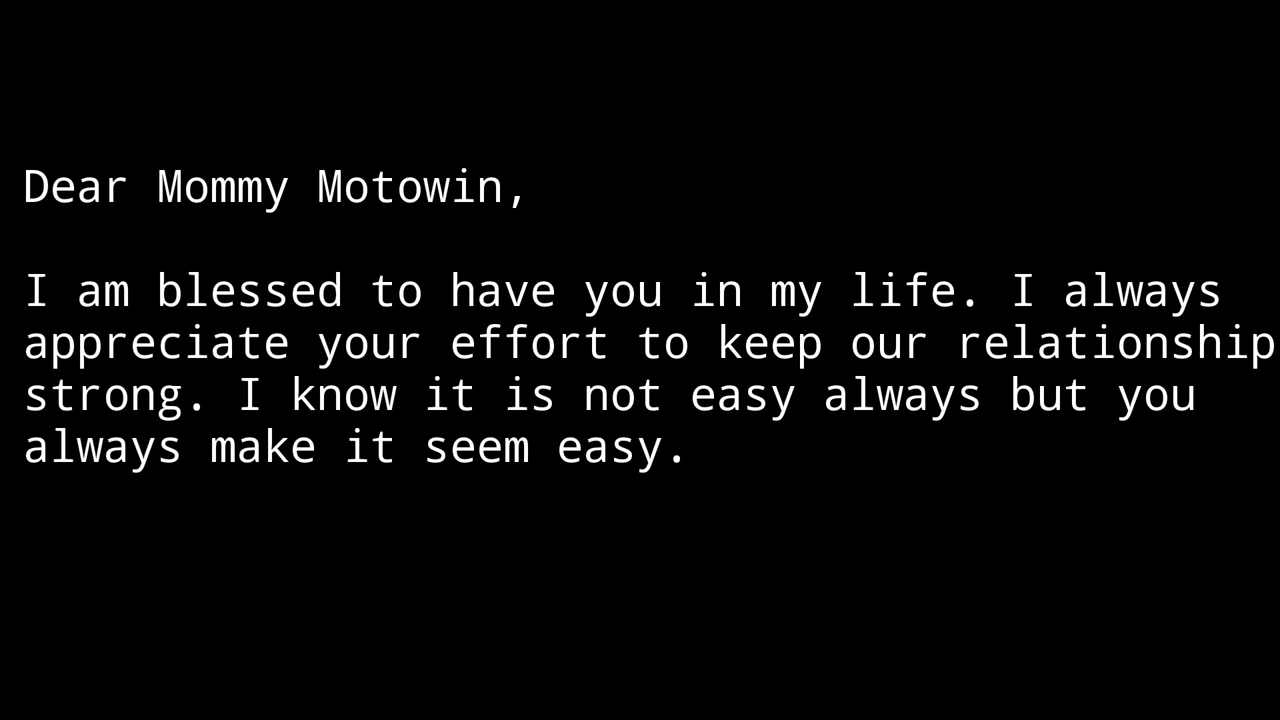 Dear Mommy Motowin,
I am blessed to have you in my life. I always
appreciate your effort to keep our relationship
strong. I know it is not easy always but you
always make it seem easy.